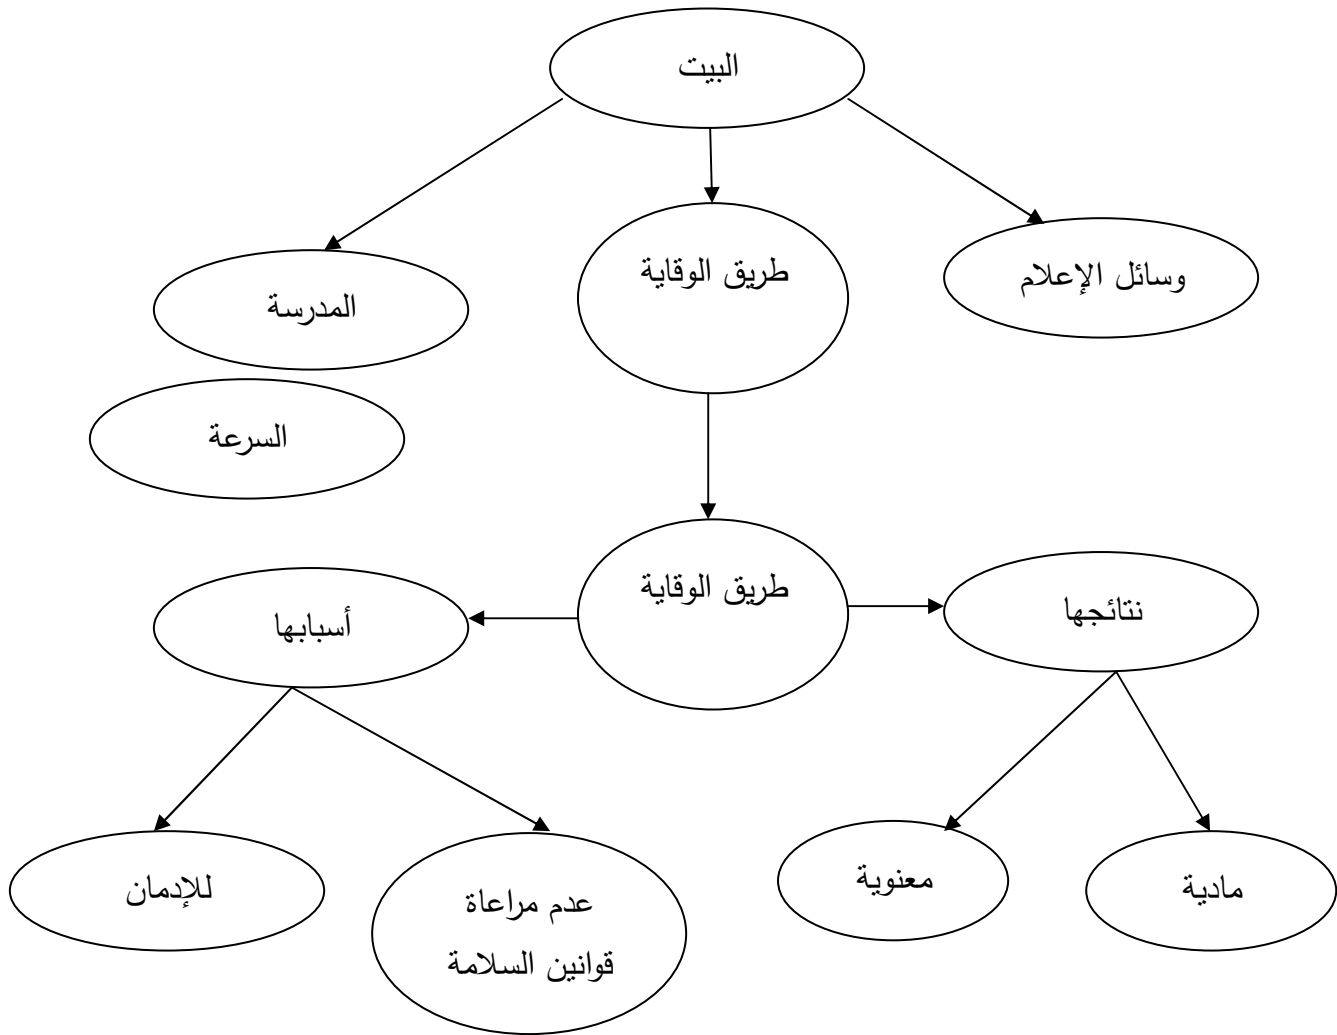 البيت
وسائل الإعلام
طريق الوقاية
المدرسة
السرعة
نتائجها
طريق الوقاية
أسبابها
مادية
معنوية
عدم مراعاة
قوانين السلامة
للإدمان